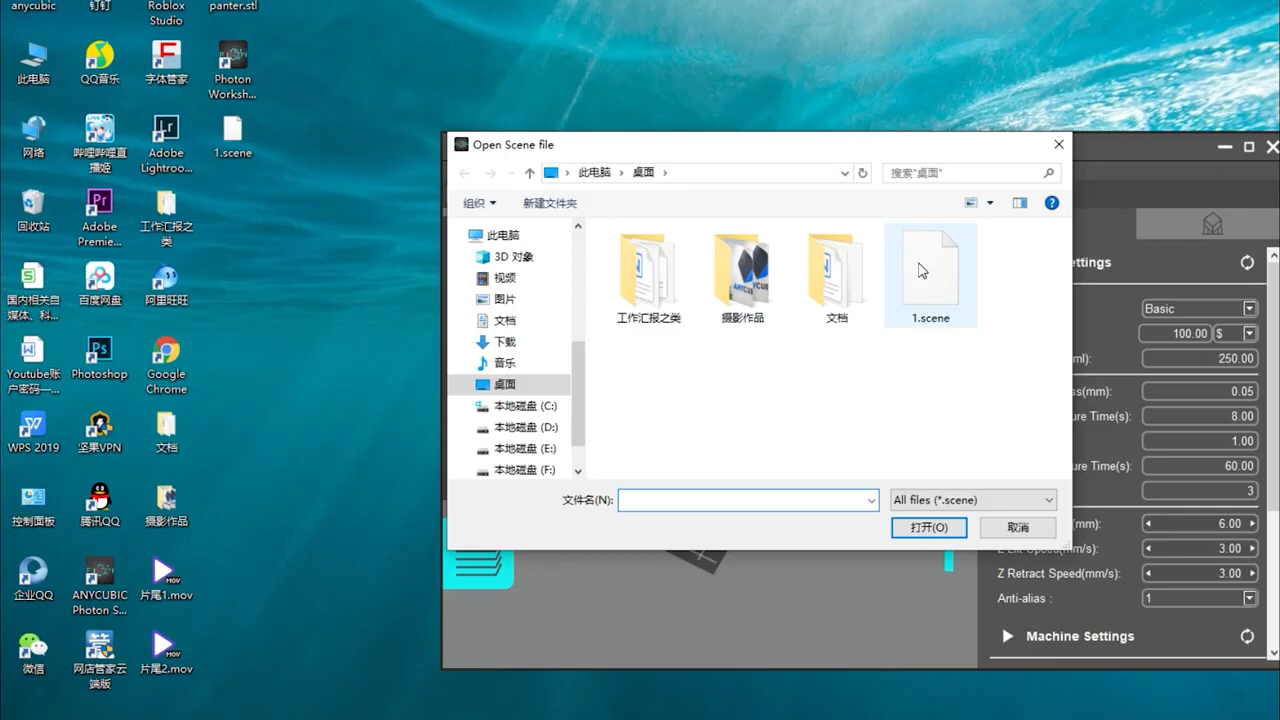 anycubic
钉钉
Roblox
Studio
panter.stl
此电脑
QQ音乐
字体管家
Photon
Worksh...
网络
哔哩哔哩直
播姬
Adobe
Lightroo...
1.scene
回收站
Adobe
Premie...
工作汇报之
类
国内相关自
媒体、科...
百度网盘
阿里旺旺
Youtube账
户密码—...
Photoshop
Google
Chrome
WPS 2019
坚果VPN
文档
控制面板
腾讯QQ
摄影作品
企业QQ
ANYCUBIC
Photon S...
片尾1.mov
微信
网店管家云
端版
片尾2.mov
Open Scene file
此电脑
桌面
搜索"桌面"
组织
新建文件夹
此电脑
3D 对象
视频
图片
文档
下载
音乐
桌面
本地磁盘 (C:)
本地磁盘 (D:)
本地磁盘 (E:)
本地磁盘 (F:)
工作汇报之类
摄影作品
文档
1.scene
文件名(N):
All files (*.scene)
打开(O)
取消
ettings
Basic
100.00 $
ml): 250.00
ss(mm): 0.05
ure Time(s): 8.00
1.00
ure Time(s): 60.00
3
(mm): 6.00
Z Lift Speed(mm/s): 3.00
Z Retract Speed(mm/s): 3.00
Anti-alias : 1
Machine Settings